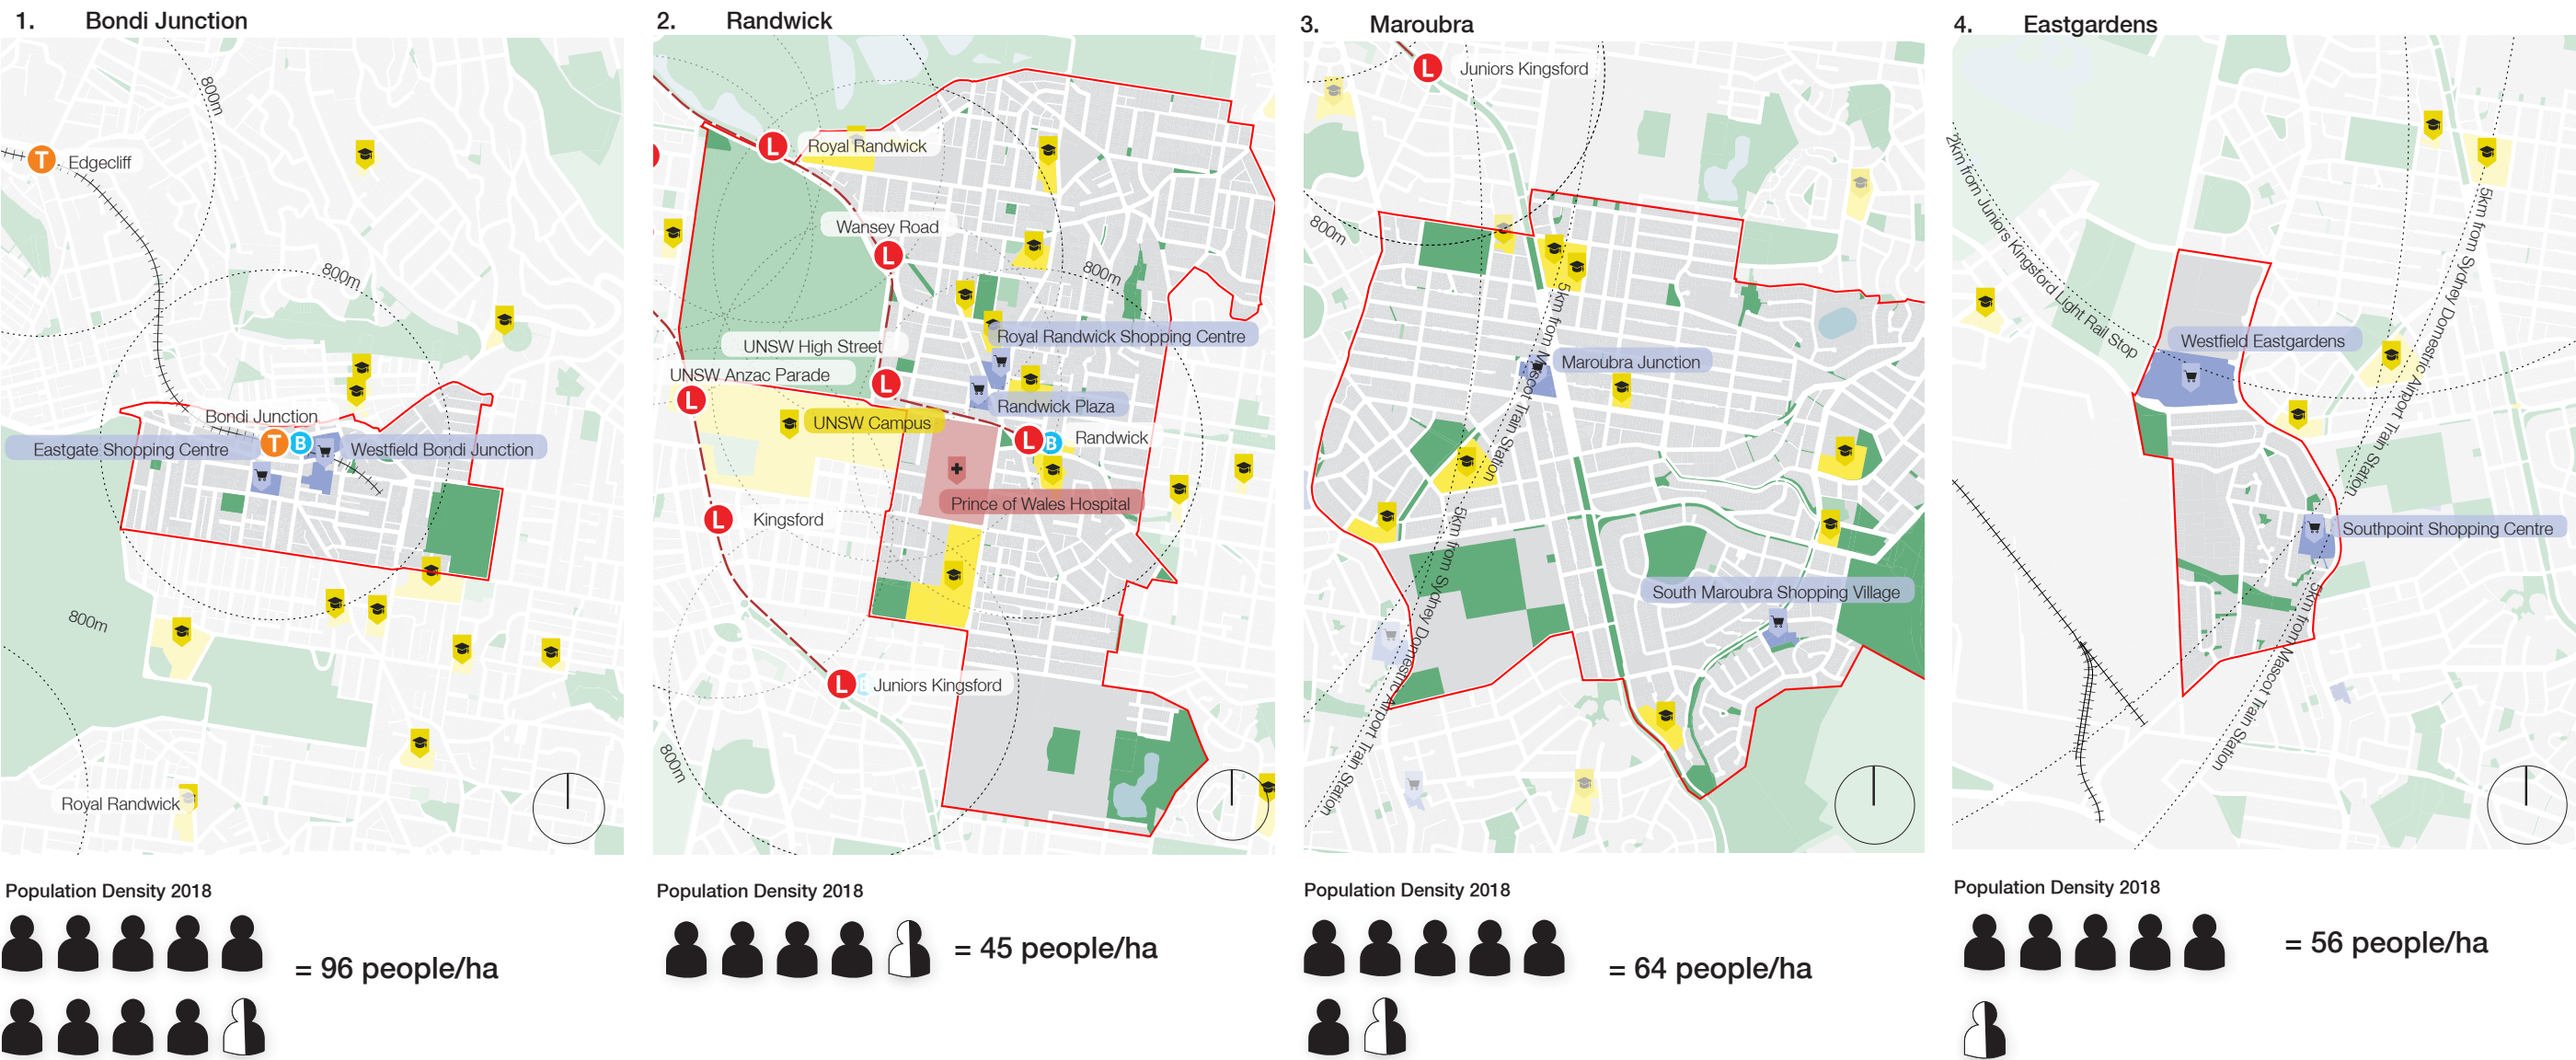 1. Bondi Junction
800m
T Edgecliff
800m
Bondi Junction
T B
Eastgate Shopping Centre
Westfield Bondi Junction
800m
Royal Randwick
Population Density 2018
= 96 people/ha
2. Randwick
L Royal Randwick
Wansey Road
L
800m
Royal Randwick Shopping Centre
UNSW High Street
UNSW Anzac Parade
L
L
Randwick Plaza
UNSW Campus
L B Randwick
Prince of Wales Hospital
L Kingsford
L Juniors Kingsford
800m
Population Density 2018
= 45 people/ha
3. Maroubra
L Juniors Kingsford
800m
5km from Mascot Train Station
Maroubra Junction
5km from Sydney Domestic Airport Train Station
South Maroubra Shopping Village
Population Density 2018
= 64 people/ha
4. Eastgardens
2km from Juniors Kingsford Light Rail Stop
5km from Sydney Domestic Airport Train Station
Westfield Eastgardens
Southpoint Shopping Centre
5km from Mascot Train Station
Population Density 2018
= 56 people/ha